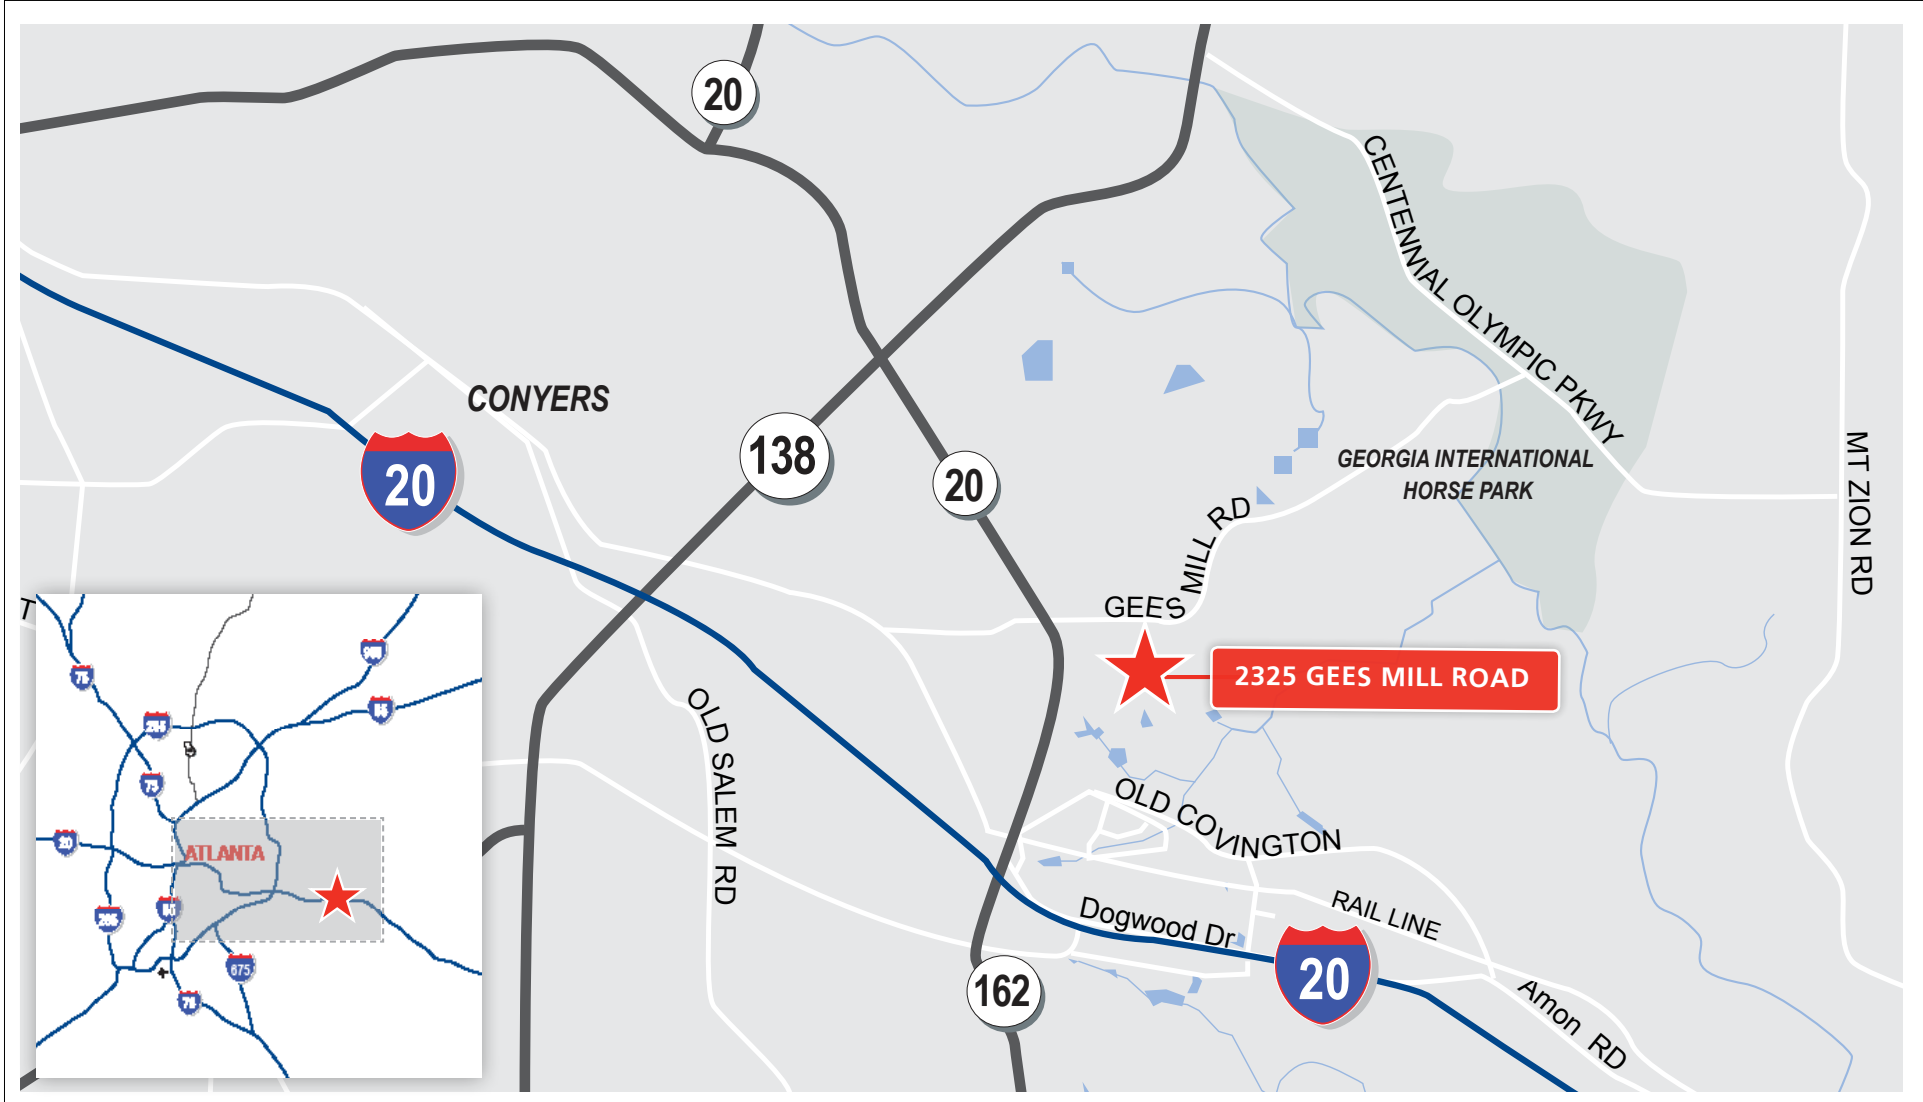 20
CENTENNIAL OLYMPIC PKWY
CONYERS
20
138
20
GEORGIA INTERNATIONAL
HORSE PARK
MT ZION RD
GEES MILL RD
2325 GEES MILL ROAD
OLD SALEM RD
OLD COVINGTON
RAIL LINE
Dogwood Dr
20
162
Amon RD
T
75
85
75
20
ATLANTA
285
675